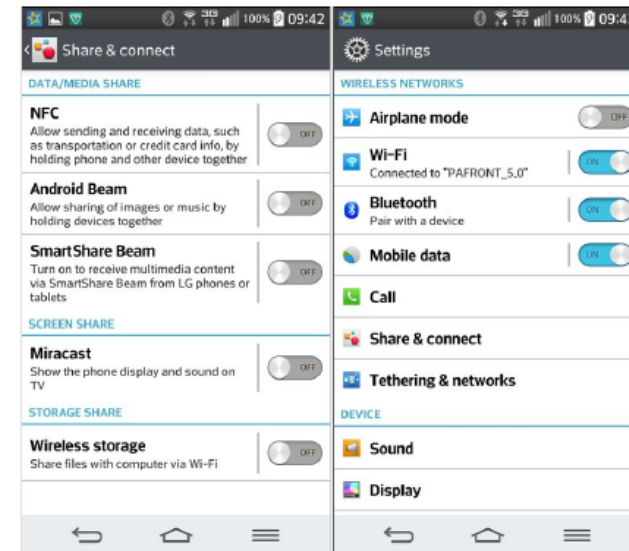 3G 100% 09:42
Share & connect
DATA/MEDIA SHARE
NFC
Allow sending and receiving data, such
as transportation or credit card info, by
holding phone and other device together
OFF
Android Beam
Allow sharing of images or music by
holding devices together
OFF
SmartShare Beam
Turn on to receive multimedia content
via SmartShare Beam from LG phones or
tablets
OFF
SCREEN SHARE
Miracast
Show the phone display and sound on
TV
OFF
STORAGE SHARE
Wireless storage
Share files with computer via Wi-Fi
OFF
3G 100% 09:4
Settings
WIRELESS NETWORKS
Airplane mode
OFF
Wi-Fi
Connected to "PAFRONT_5.0"
ON
Bluetooth
Pair with a device
ON
Mobile data
ON
Call
Share & connect
Tethering & networks
DEVICE
Sound
Display